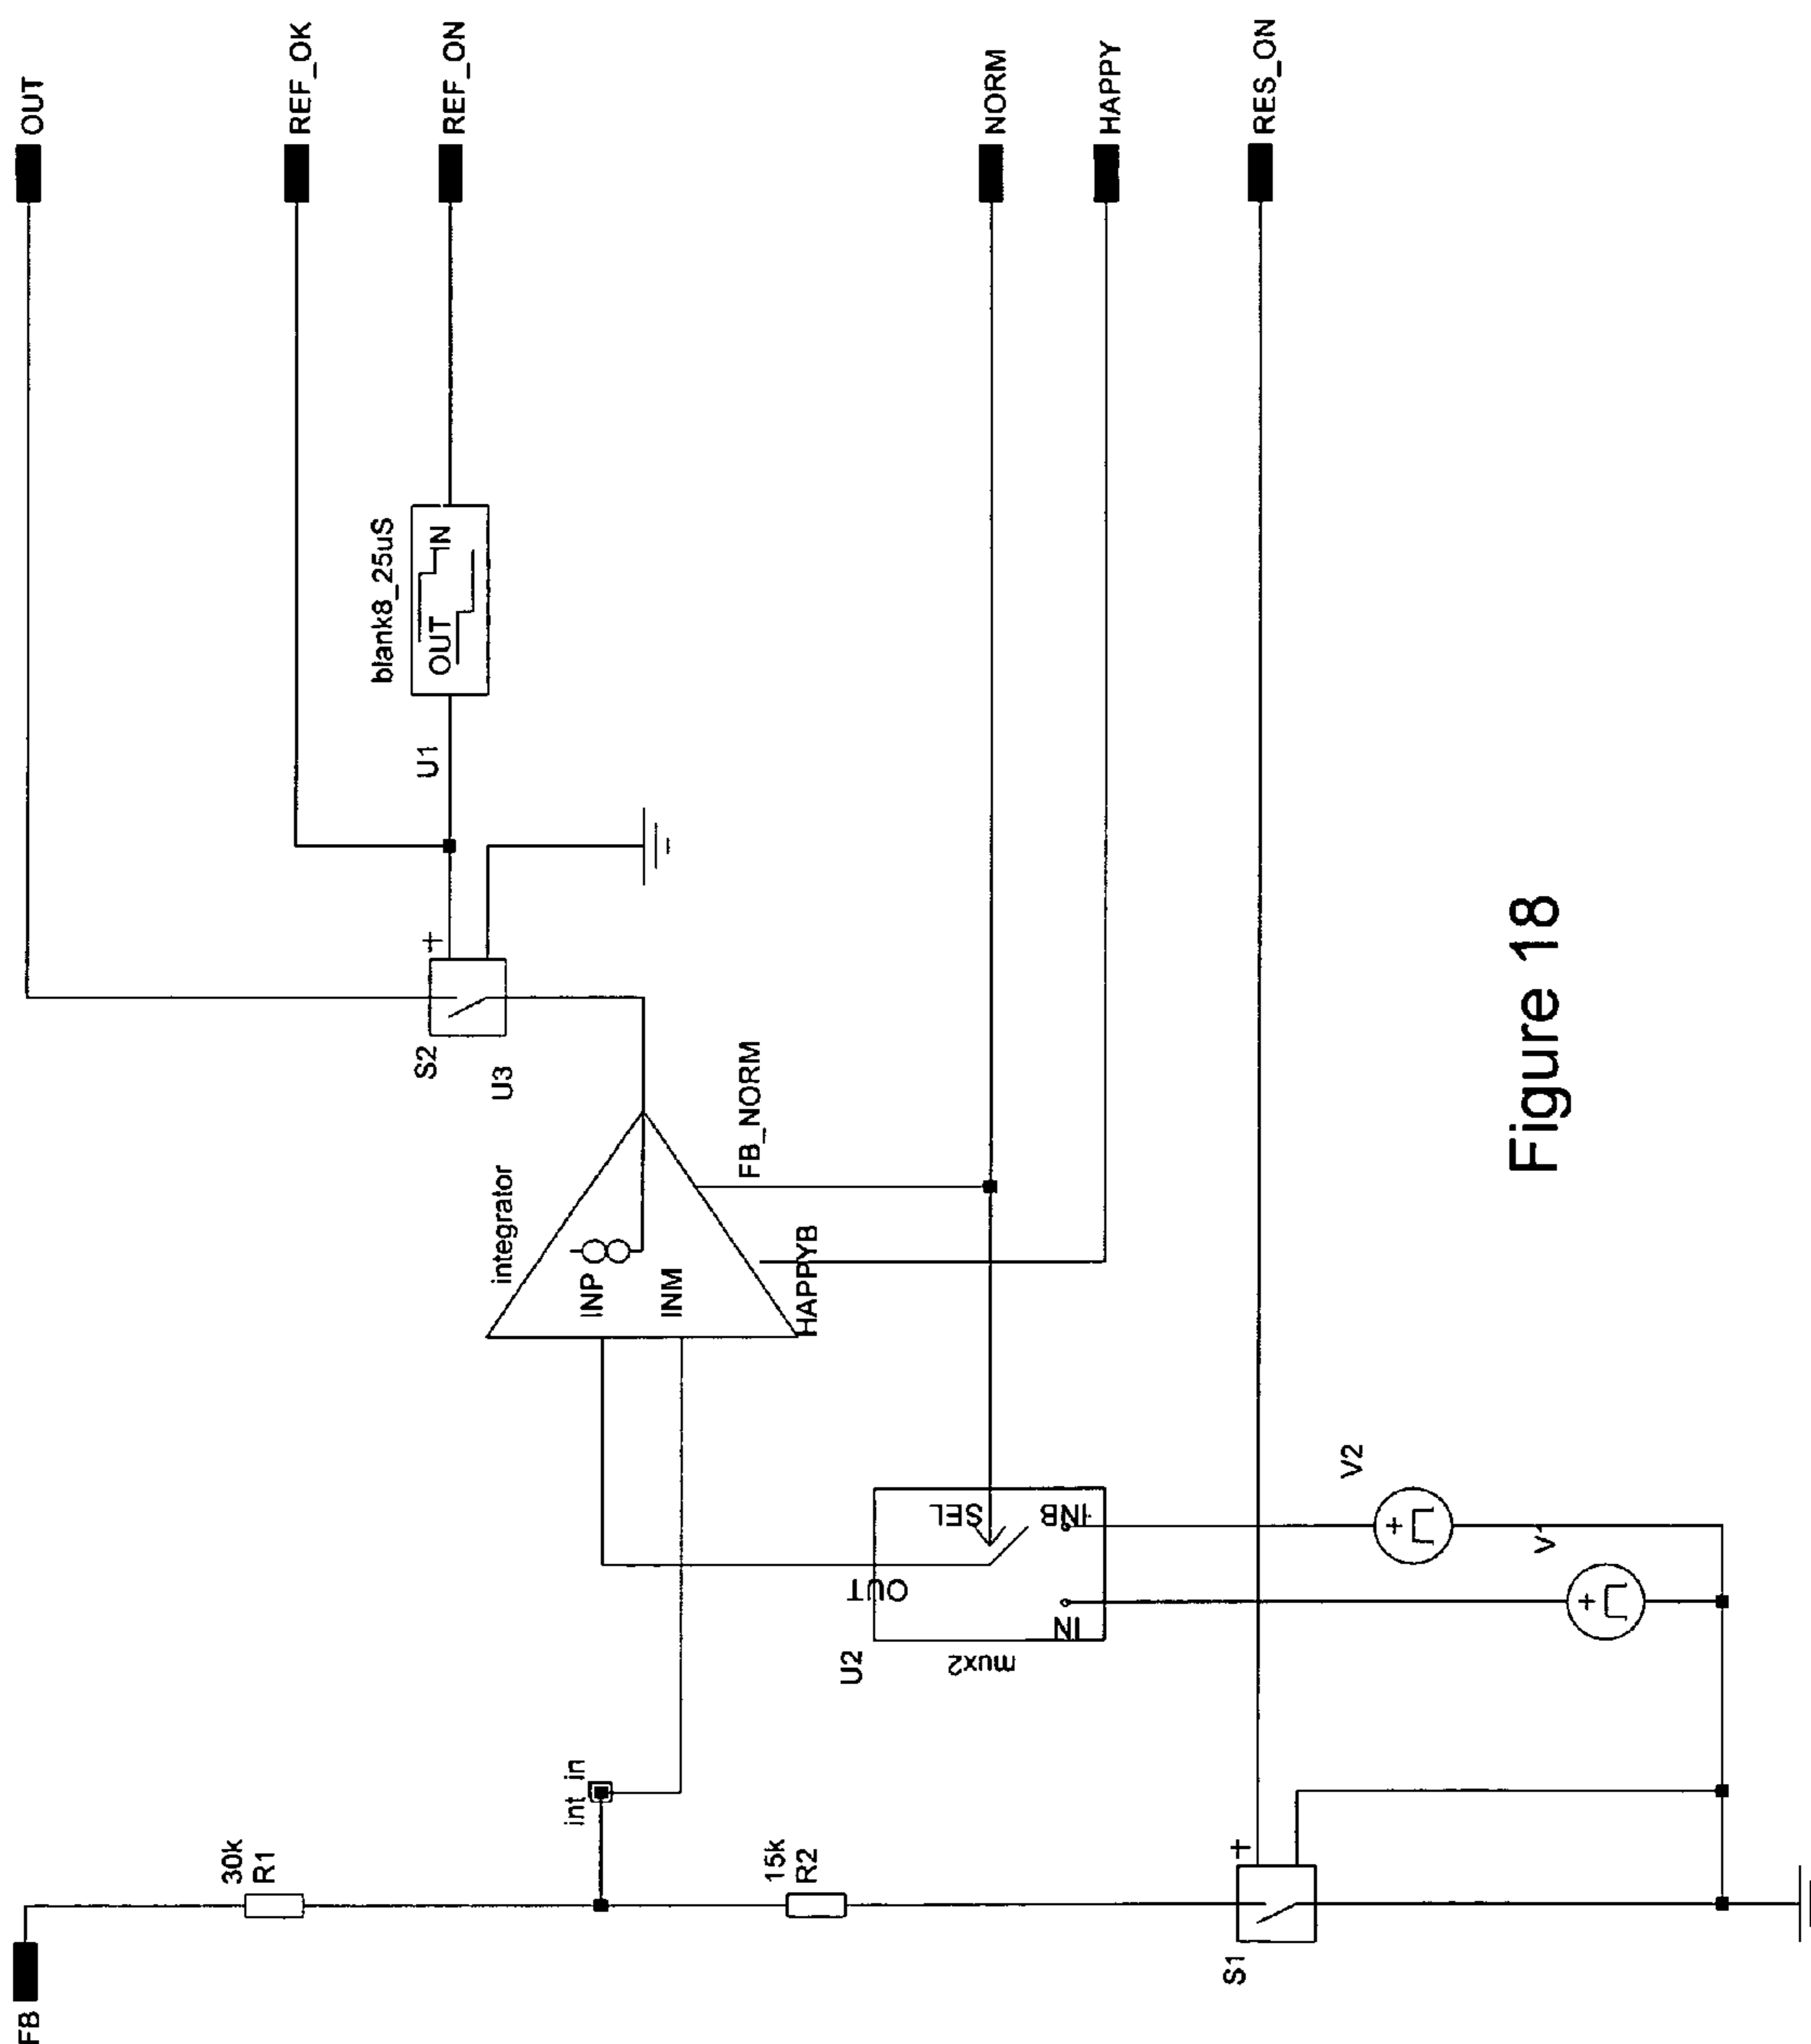 OUT
REF_OK
REF_ON
NORM
HAPPY
RES_ON
blank8_25uS
OUT
IN
U1
+
S2
U3
integrator
INP
INM
FB_NORM
HAPPYB
U2
mux2
OUT
SEL
IN
INB
V2
+
V1
+
int_in
30k
R1
15k
R2
+
S1
FB
Figure 18